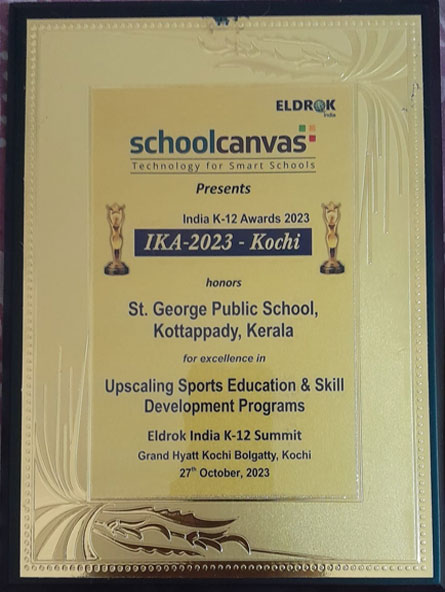 ELDROK
india
schoolcanvas
Technology for Smart Schools
Presents
India K-12 Awards 2023
IKA-2023 - Kochi
honors
St. George Public School,
Kottappady, Kerala
for excellence in
Upscaling Sports Education & Skill
Development Programs
Eldrok India K-12 Summit
Grand Hyatt Kochi Bolgatty, Kochi
27th October, 2023